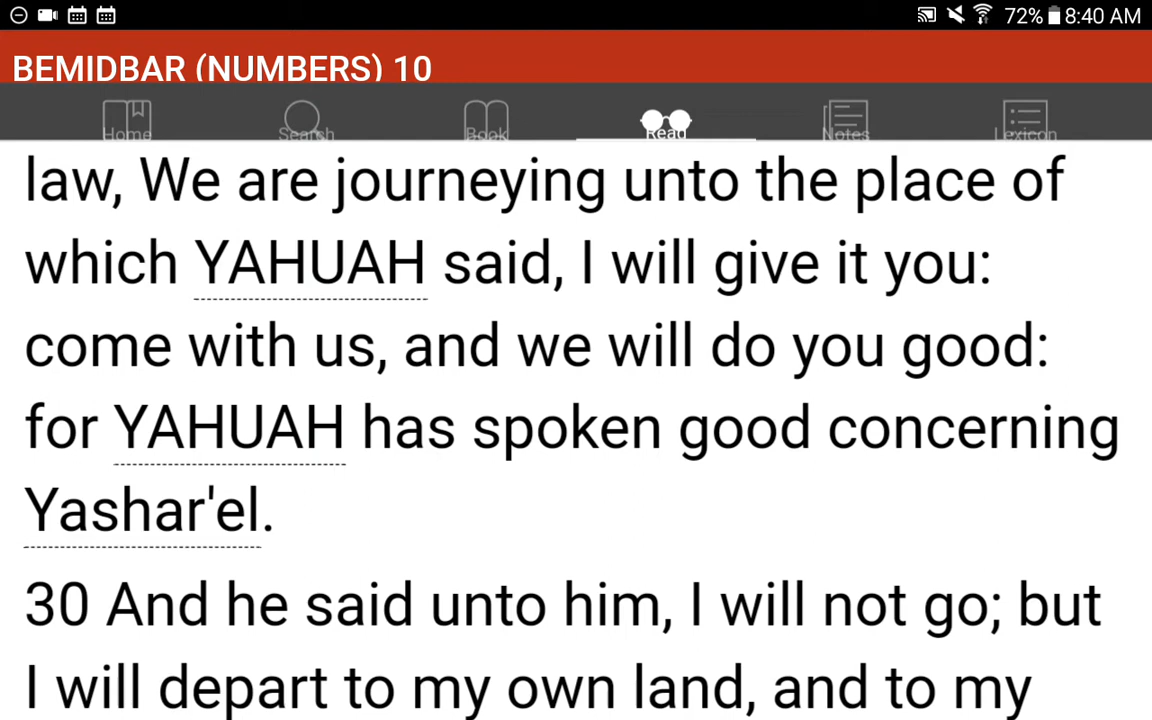 72% 8:40 AM
BEMIDBAR (NUMBERS) 10
Home Search Book Read Notes Lexicon
law, We are journeying unto the place of
which YAHUAH said, I will give it you:
come with us, and we will do you good:
for YAHUAH has spoken good concerning
Yashar'el.
30 And he said unto him, I will not go; but
I will depart to my own land, and to my